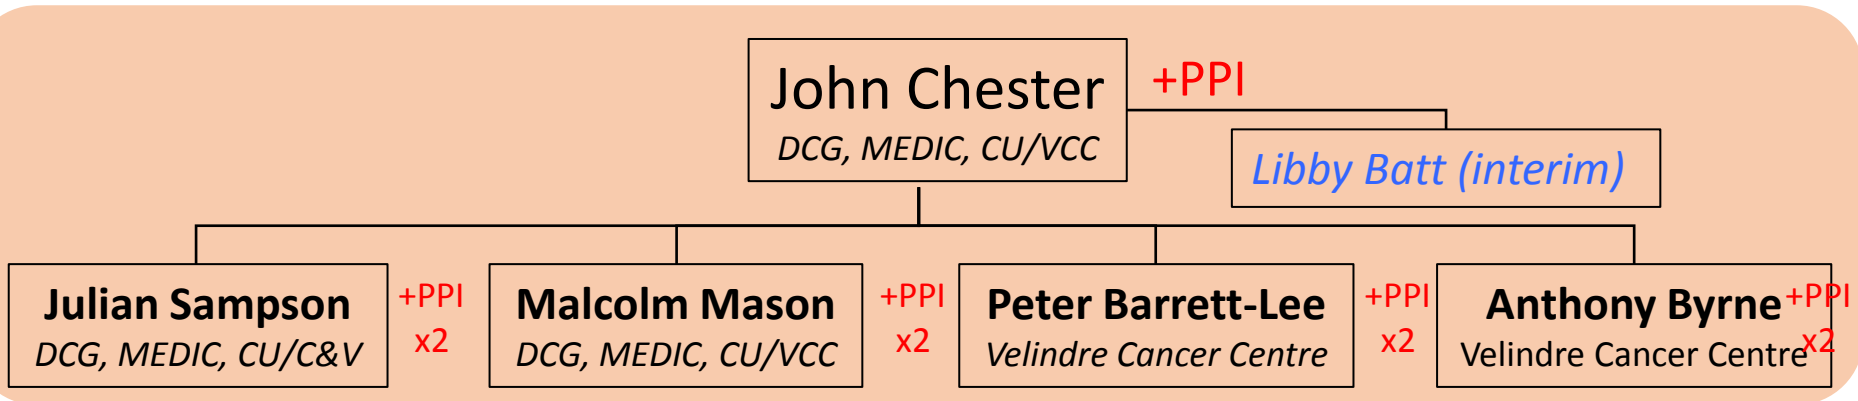 John Chester
DCG, MEDIC, CU/VCC
+PPI
Libby Batt (interim)
Julian Sampson
DCG, MEDIC, CU/C&V
+PPI
x2
Malcolm Mason
DCG, MEDIC, CU/VCC
+PPI
x2
Peter Barrett-Lee
Velindre Cancer Centre
+PPI
x2
Anthony Byrne
Velindre Cancer Centre
+PPI
x2